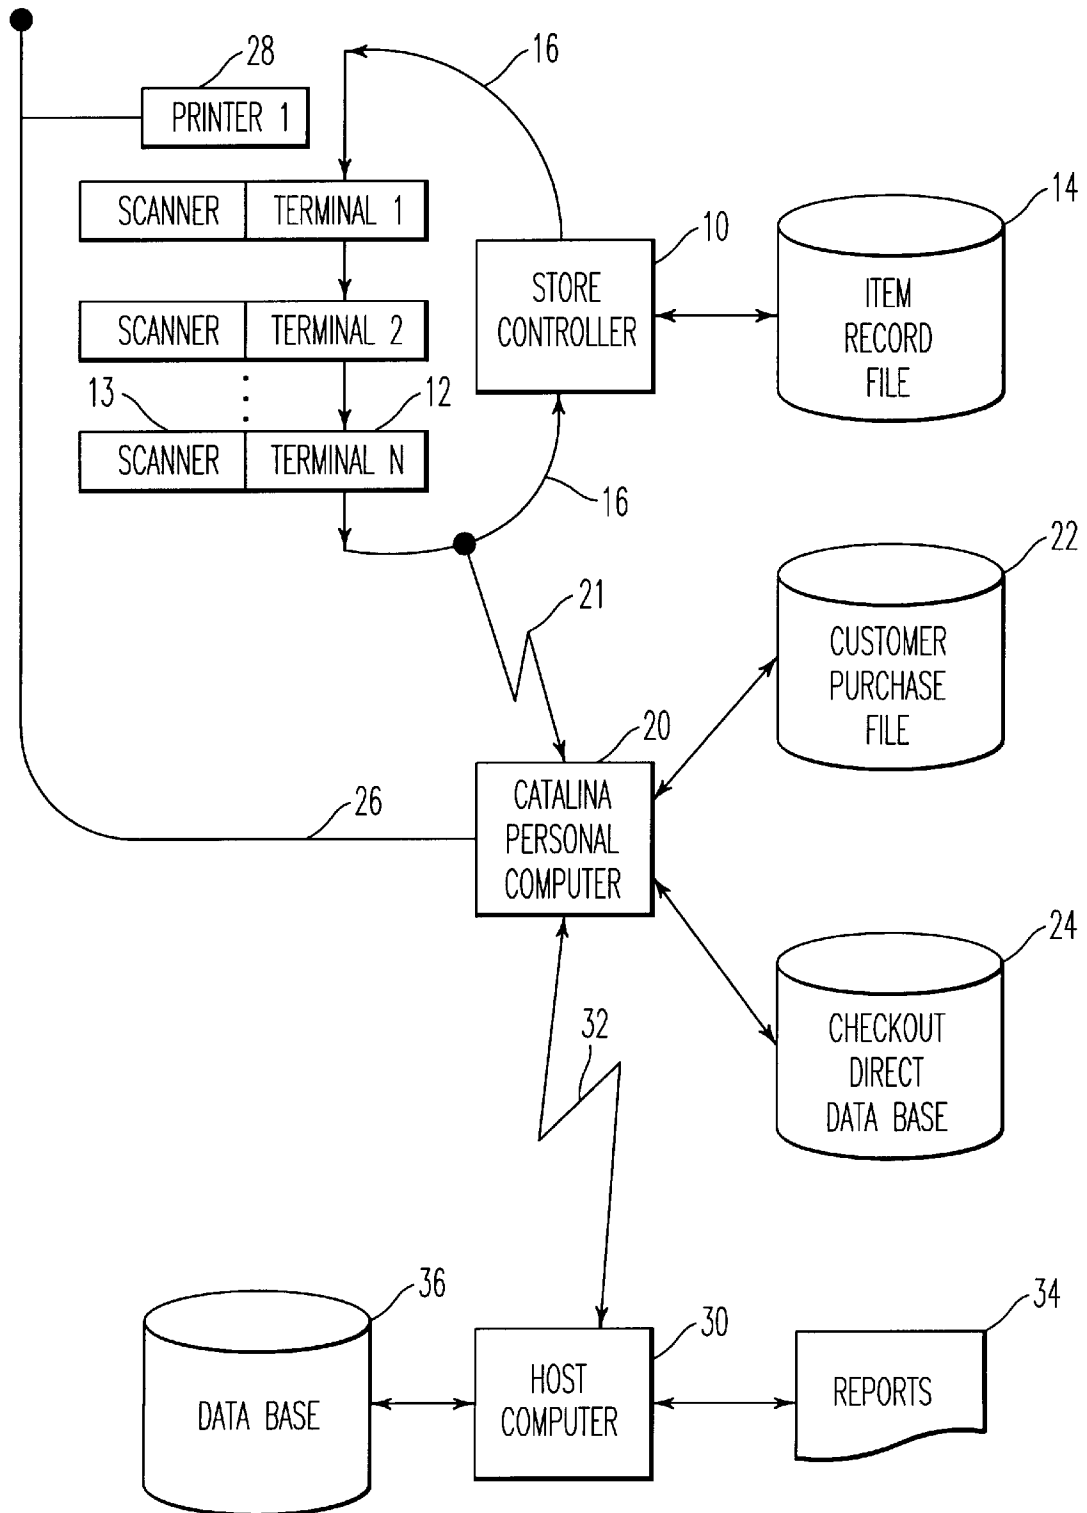 28
PRINTER 1
16
SCANNER TERMINAL 1
10
14
STORE
CONTROLLER
ITEM
RECORD
FILE
SCANNER TERMINAL 2
13
12
SCANNER TERMINAL N
16
22
21
CUSTOMER
PURCHASE
FILE
20
26
CATALINA
PERSONAL
COMPUTER
24
32
CHECKOUT
DIRECT
DATA BASE
36
30
34
DATA BASE
HOST
COMPUTER
REPORTS